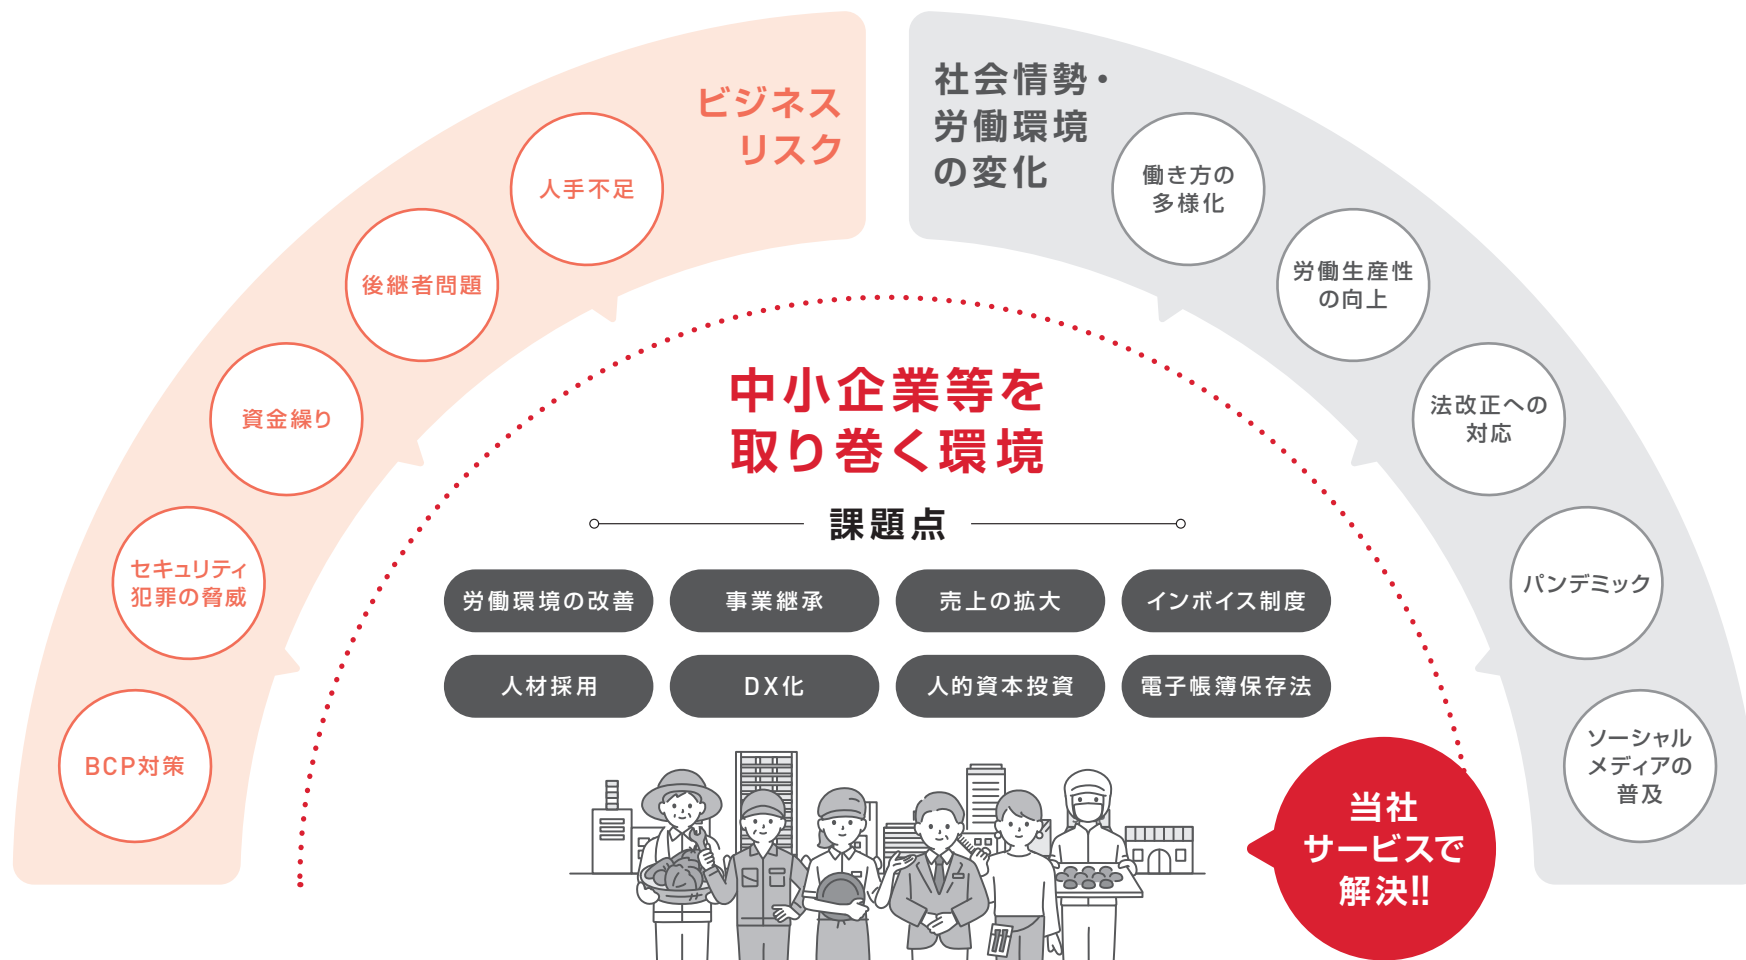 ビジネス
リスク
人手不足
後継者問題
資金繰り
セキュリティ
犯罪の脅威
BCP対策
社会情勢・
労働環境
の変化
働き方の
多様化
労働生産性
の向上
法改正への
対応
パンデミック
ソーシャル
メディアの
普及
中小企業等を
取り巻く環境
課題点
労働環境の改善
事業継承
売上の拡大
インボイス制度
人材採用
DX化
人的資本投資
電子帳簿保存法
当社
サービスで
解決!!